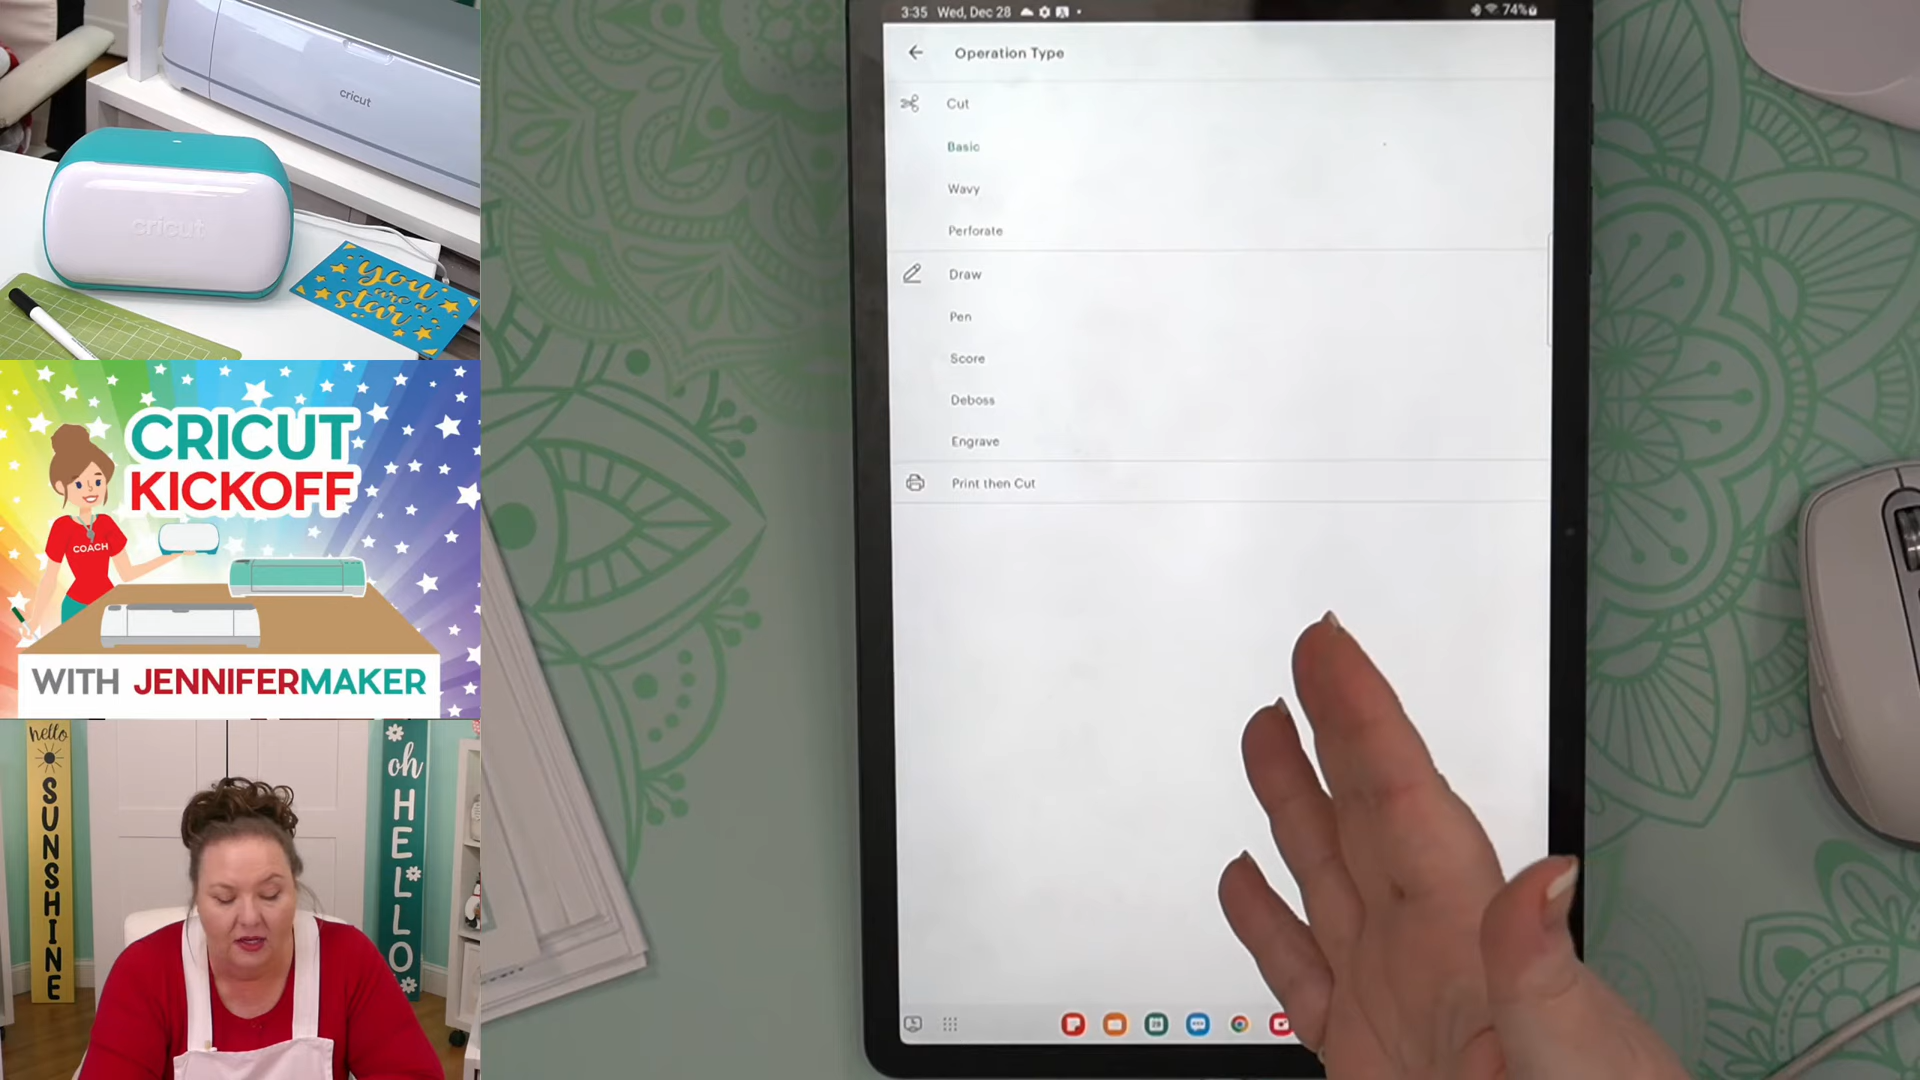 cricut
cricut
you
are a
star
CRICUT
KICKOFF
COACH
WITH JENNIFERMAKER
hello
SUNSHINE
oh
HELLO
3:35 Wed, Dec 28
74%
Operation Type
Cut
Basic
Wavy
Perforate
Draw
Pen
Score
Deboss
Engrave
Print then Cut